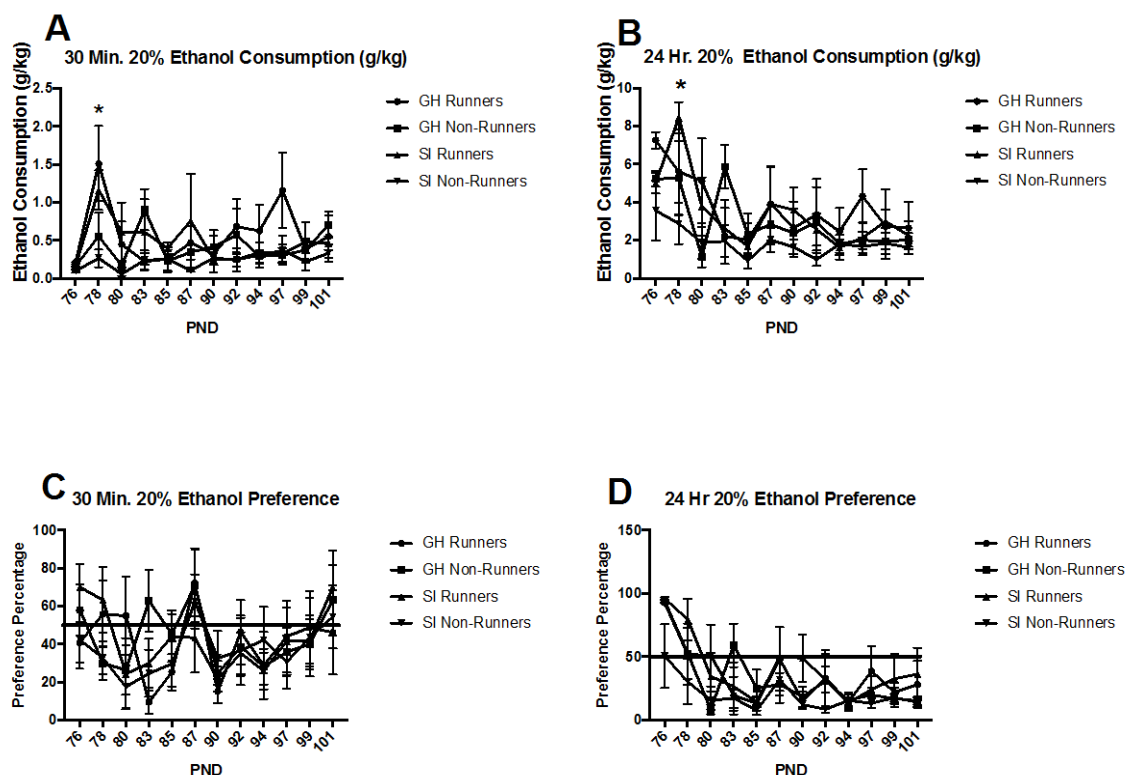 A
30 Min. 20% Ethanol Consumption (g/kg)
Ethanol Consumption (g/kg)
2.5
2.0
1.5
1.0
0.5
0.0
76 78 80 83 85 87 90 92 94 97 99 101
PND
*
GH Runners
GH Non-Runners
SI Runners
SI Non-Runners
B
24 Hr. 20% Ethanol Consumption (g/kg)
Ethanol Consumption (g/kg)
10
8
6
4
2
0
76 78 80 83 85 87 90 92 94 97 99 101
PND
*
GH Runners
GH Non-Runners
SI Runners
SI Non-Runners
C
30 Min. 20% Ethanol Preference
Preference Percentage
100
80
60
40
20
0
76 78 80 83 85 87 90 92 94 97 99 101
PND
GH Runners
GH Non-Runners
SI Runners
SI Non-Runners
D
24 Hr 20% Ethanol Preference
Preference Percentage
150
100
50
0
76 78 80 83 85 87 90 92 94 97 99 101
PND
GH Runners
GH Non-Runners
SI Runners
SI Non-Runners